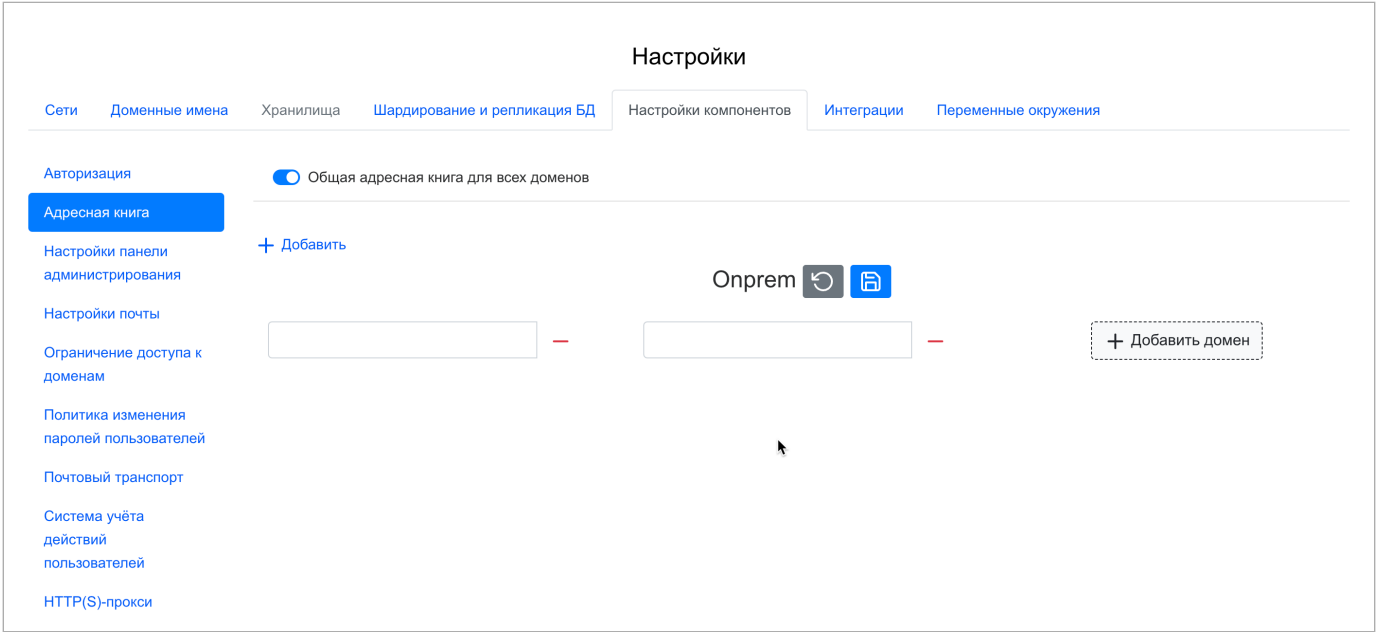 Настройки
Сети
Доменные имена
Хранилища
Шардирование и репликация БД
Настройки компонентов
Интеграции
Переменные окружения
Авторизация
Адресная книга
Настройки панели
администрирования
Настройки почты
Ограничение доступа к
доменам
Политика изменения
паролей пользователей
Почтовый транспорт
Система учёта
действий
пользователей
HTTP(S)-прокси
Общая адресная книга для всех доменов
Добавить
Onprem
Добавить домен